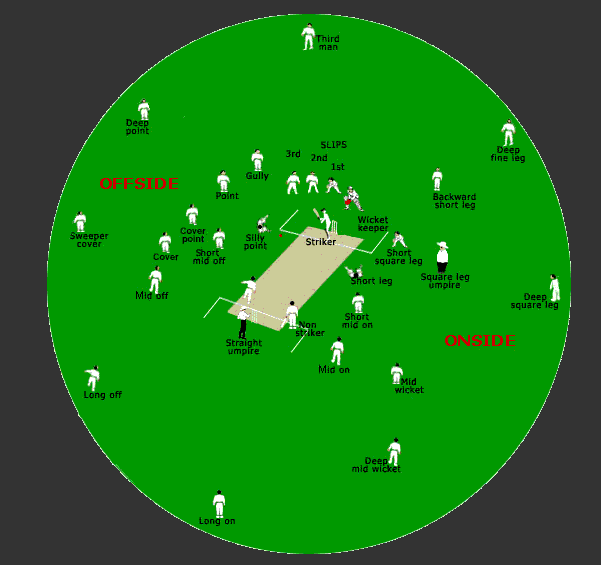 Third
man
Deep
point
SLIPS
3rd
2nd
1st
Deep
fine leg
Gully
OFFSIDE
Point
Backward
short leg
Wicket
keeper
Sweeper
cover
Cover
point
Cover
Short
mid off
Silly
point
Striker
Short
square leg
Square leg
umpire
Mid off
Short leg
Deep
square leg
Short
mid on
Non
striker
Straight
umpire
ONSIDE
Mid on
Mid
wicket
Long off
Deep
mid wicket
Long on